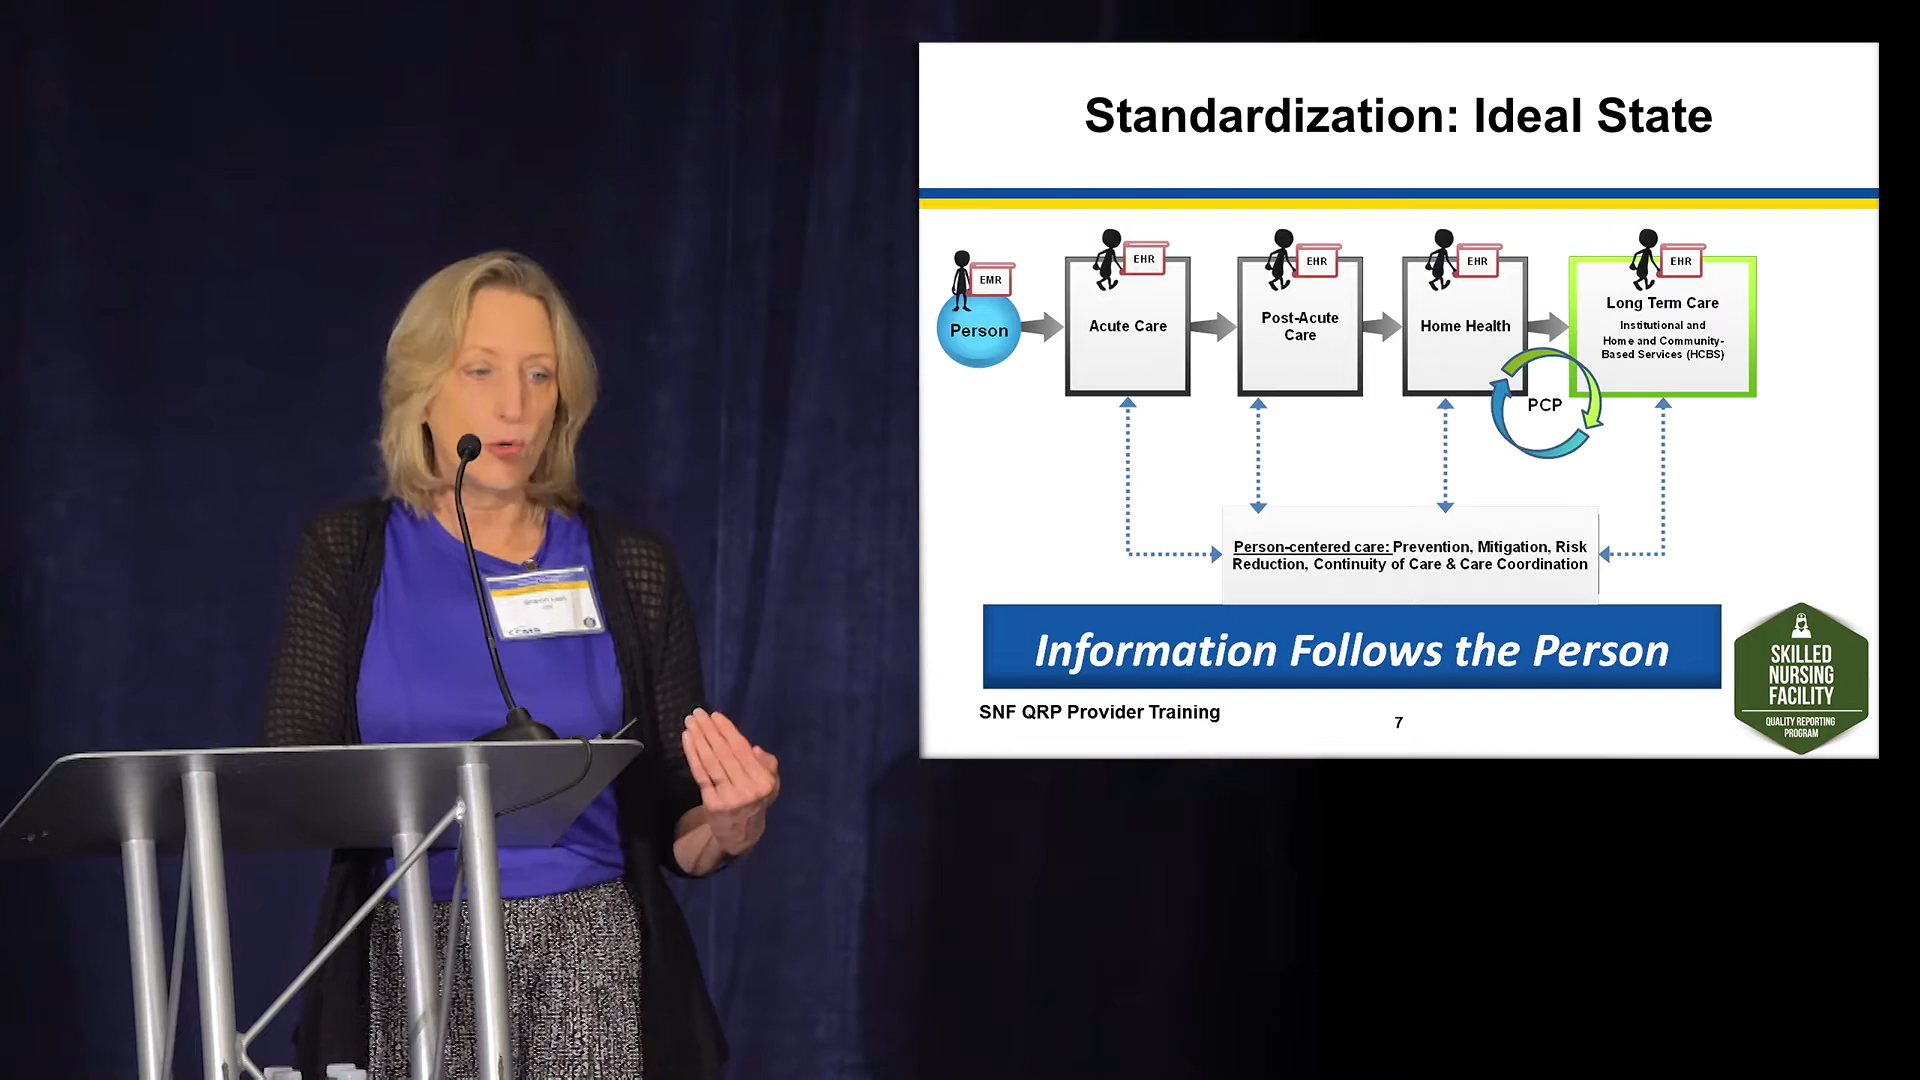 Standardization: Ideal State
EMR
EHR
EHR
EHR
EHR
Person
Acute Care
Post-Acute
Care
Home Health
Long Term Care
Institutional and
Home and Community-
Based Services (HCBS)
PCP
Person-centered care: Prevention, Mitigation, Risk
Reduction, Continuity of Care & Care Coordination
Information Follows the Person
SNF QRP Provider Training
7
SKILLED
NURSING
FACILITY
QUALITY REPORTING
PROGRAM